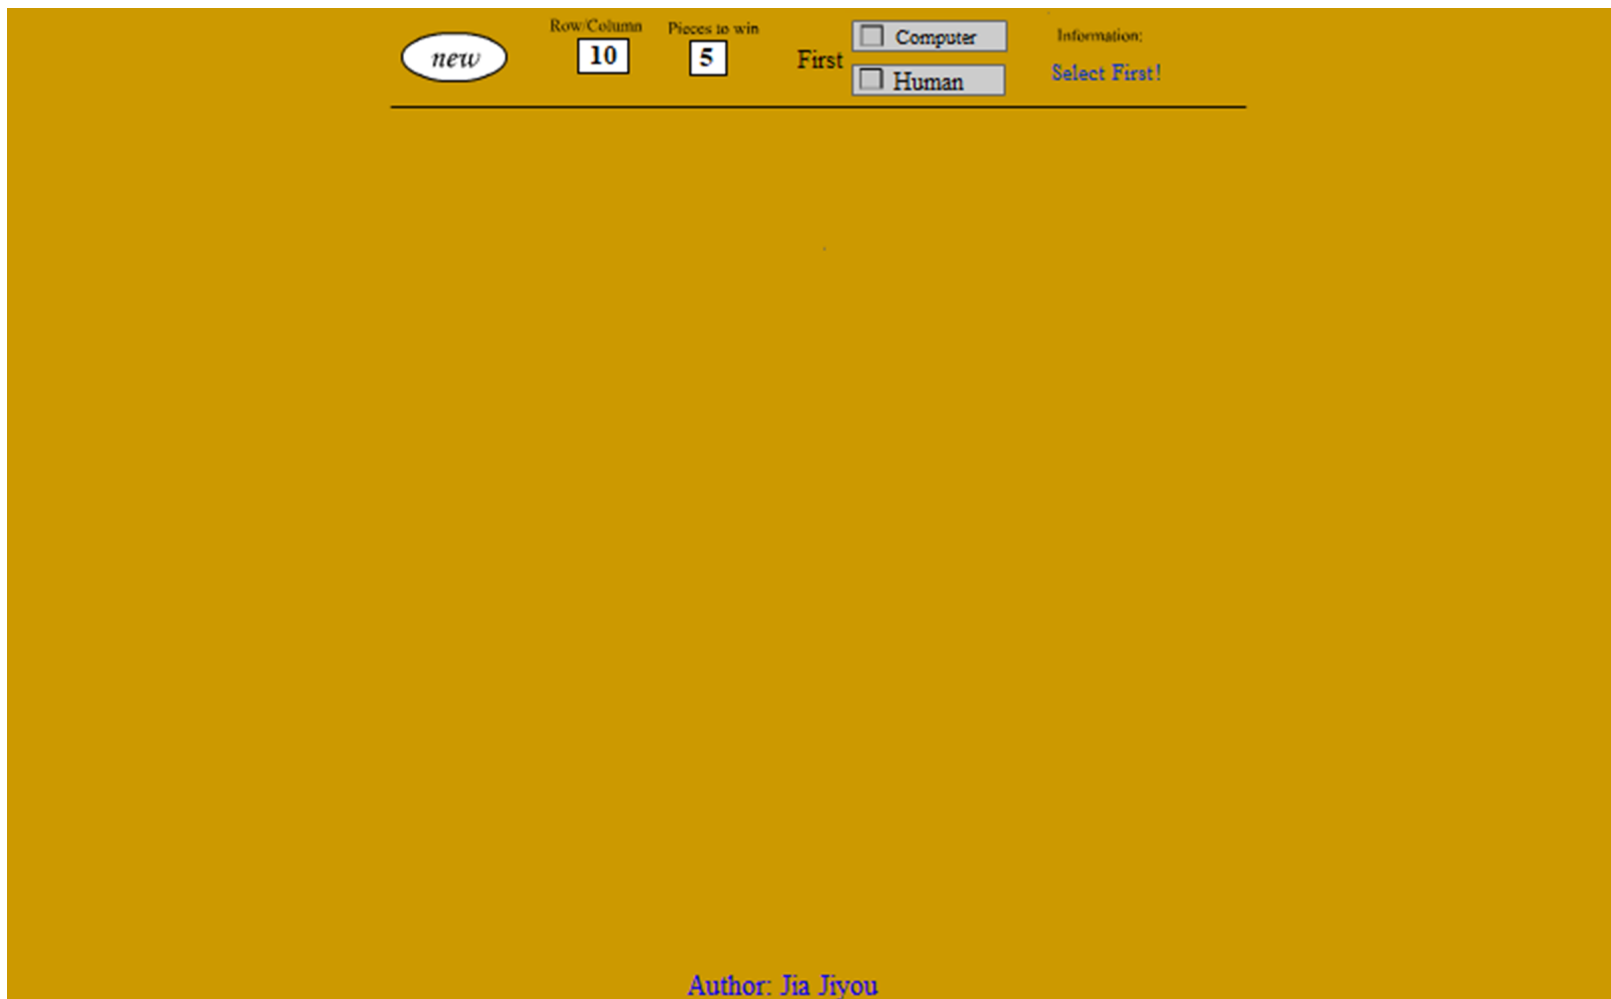 new
Row/Column
10
Pieces to win
5
First
Computer
Human
Information:
Select First!
Author: Jia Jiyou